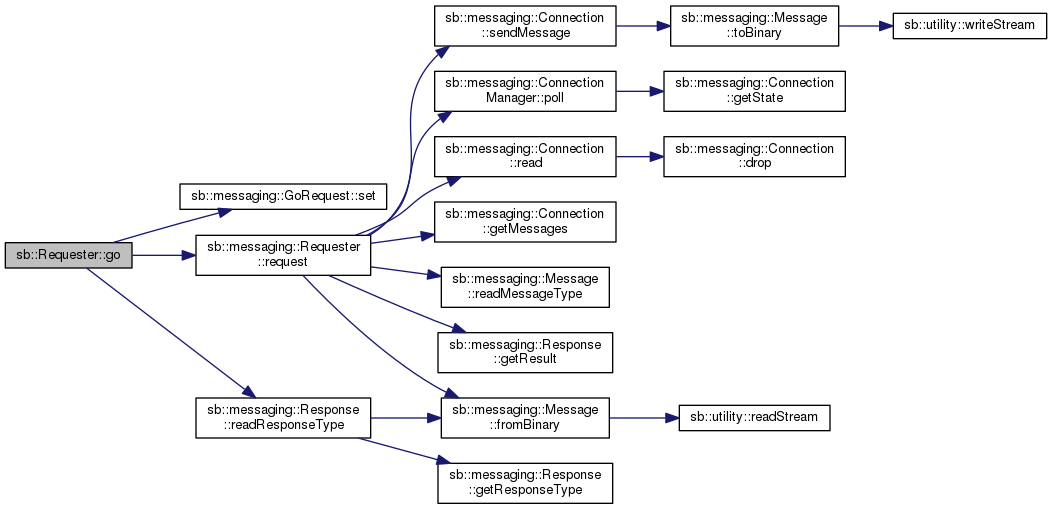 sb::Requester::go
sb::messaging::GoRequest::set
sb::messaging::Requester
::request
sb::messaging::Response
::readResponseType
sb::messaging::Connection
::sendMessage
sb::messaging::Connection
Manager::poll
sb::messaging::Connection
::read
sb::messaging::Connection
::getMessages
sb::messaging::Message
::readMessageType
sb::messaging::Response
::getResult
sb::messaging::Message
::fromBinary
sb::messaging::Response
::getResponseType
sb::messaging::Message
::toBinary
sb::messaging::Connection
::getState
sb::messaging::Connection
::drop
sb::utility::readStream
sb::utility::writeStream